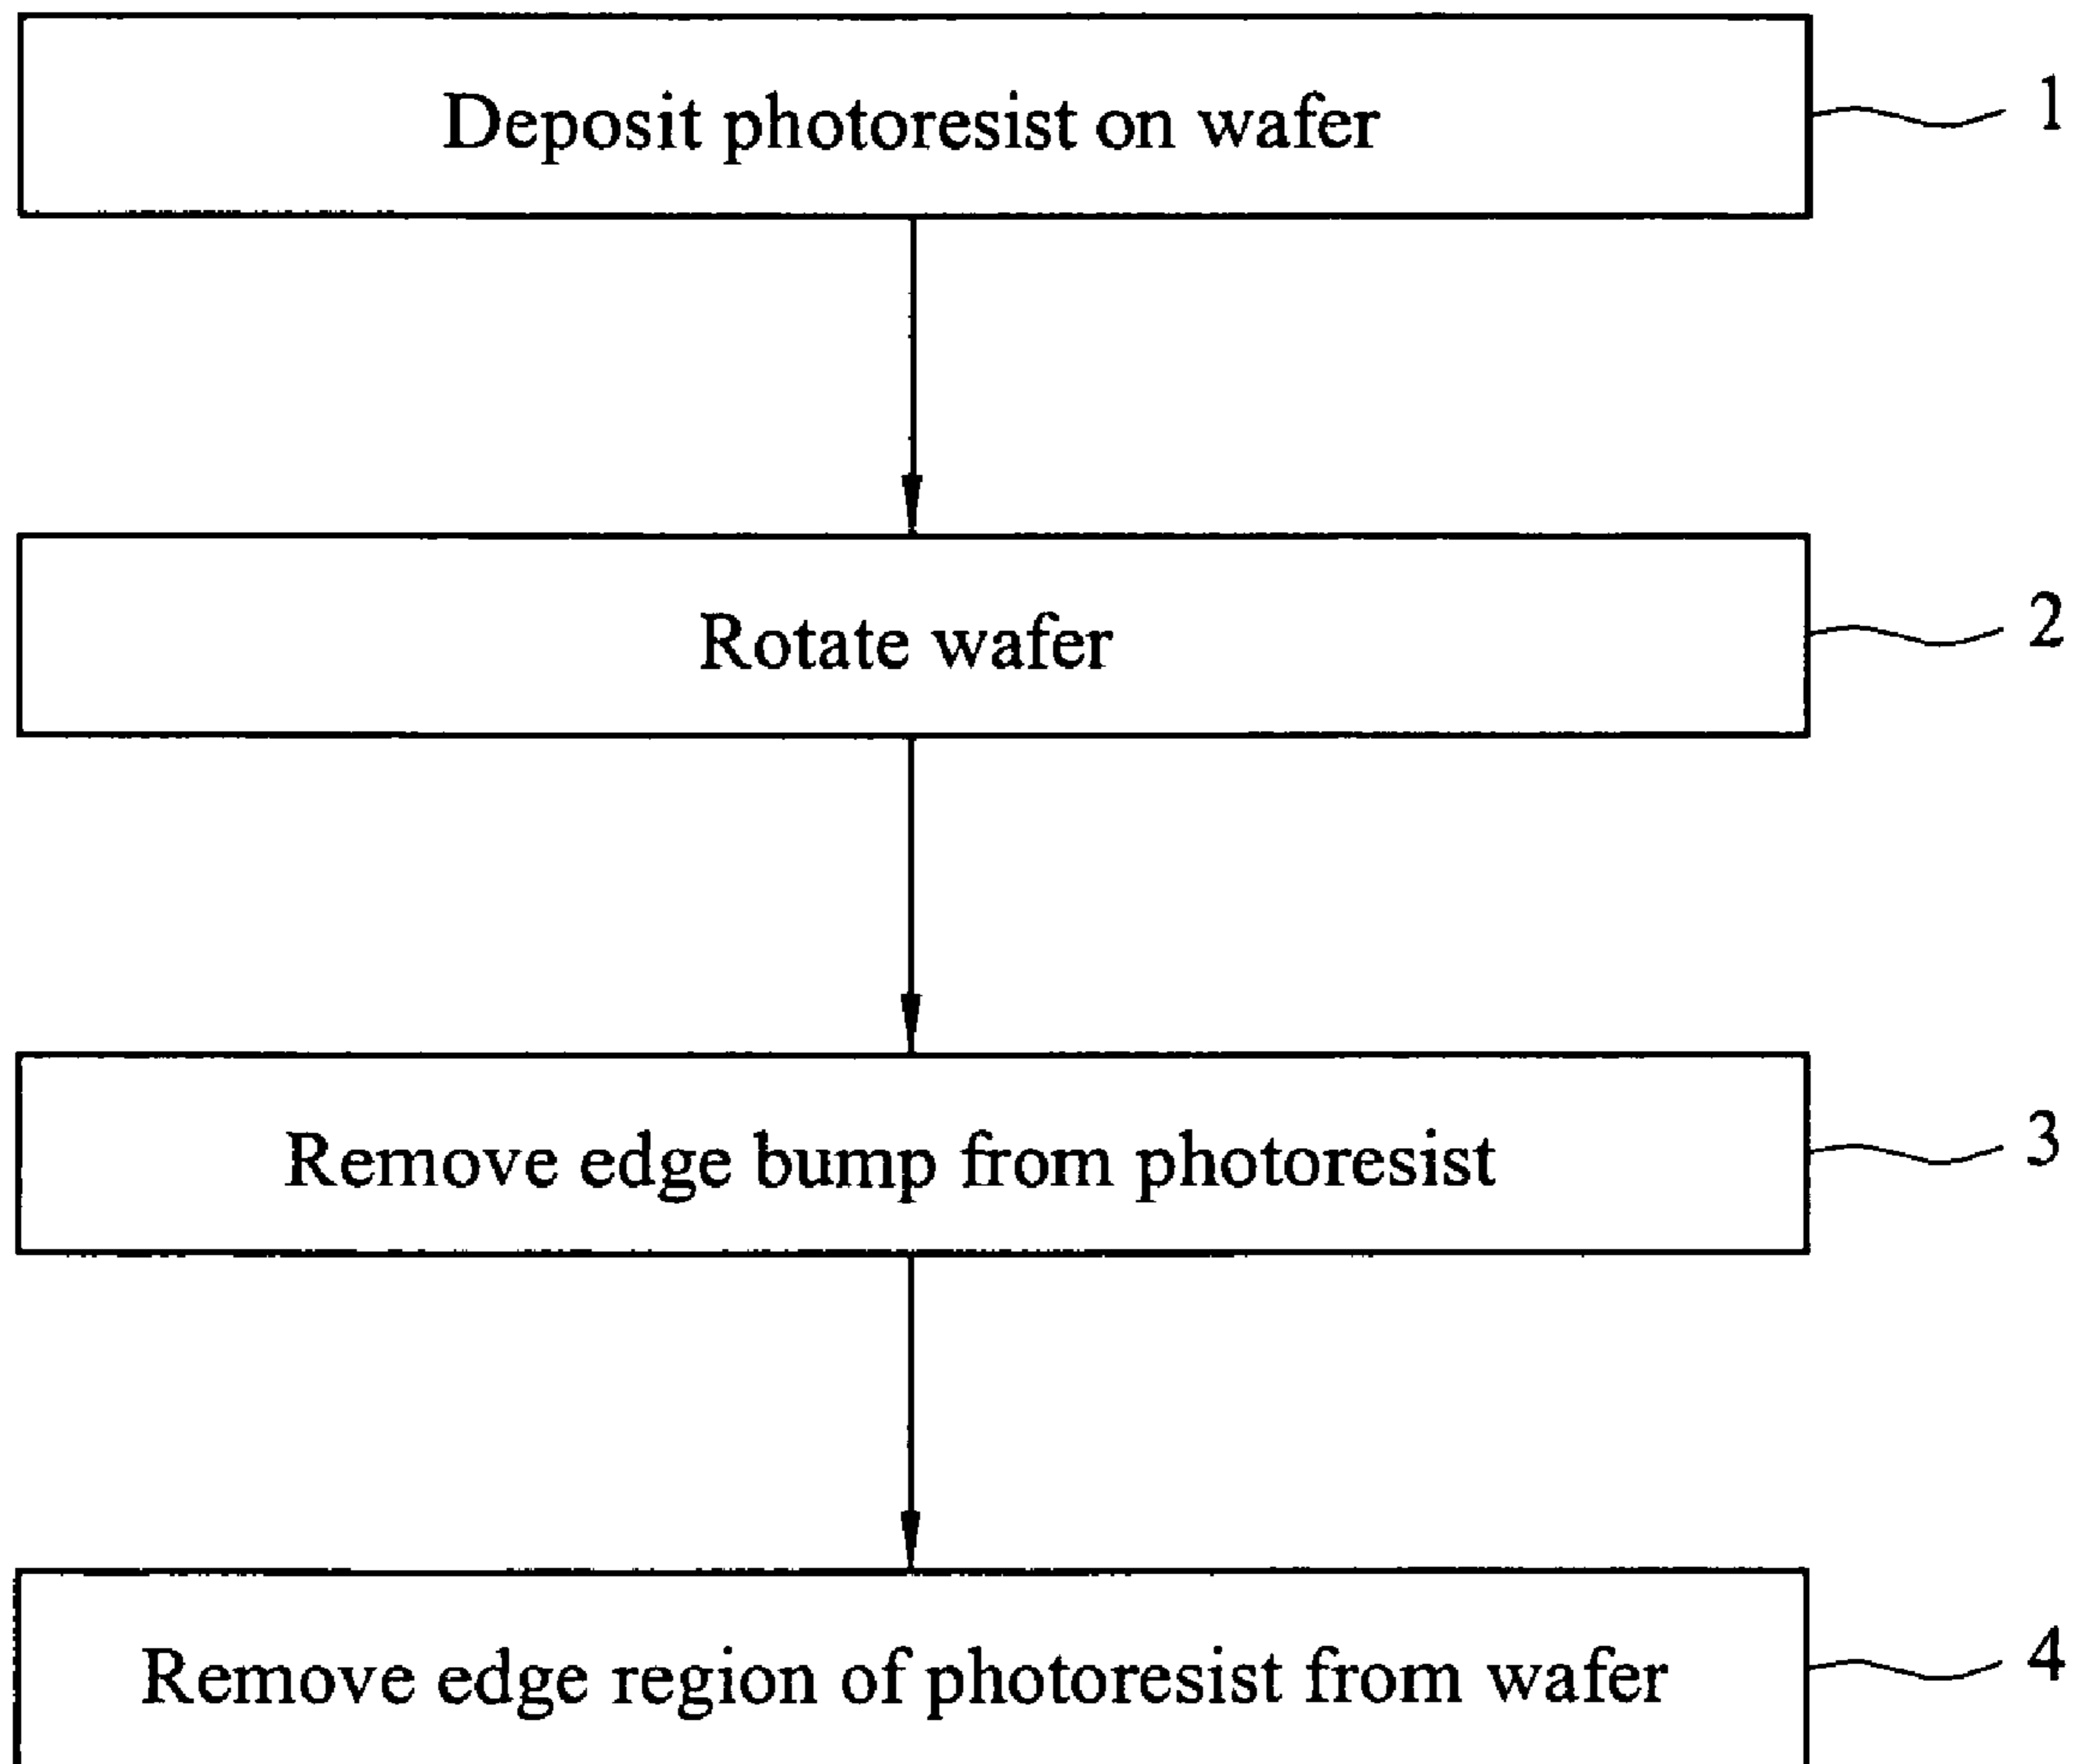 Deposit photoresist on wafer 1
Rotate wafer 2
Remove edge bump from photoresist 3
Remove edge region of photoresist from wafer 4